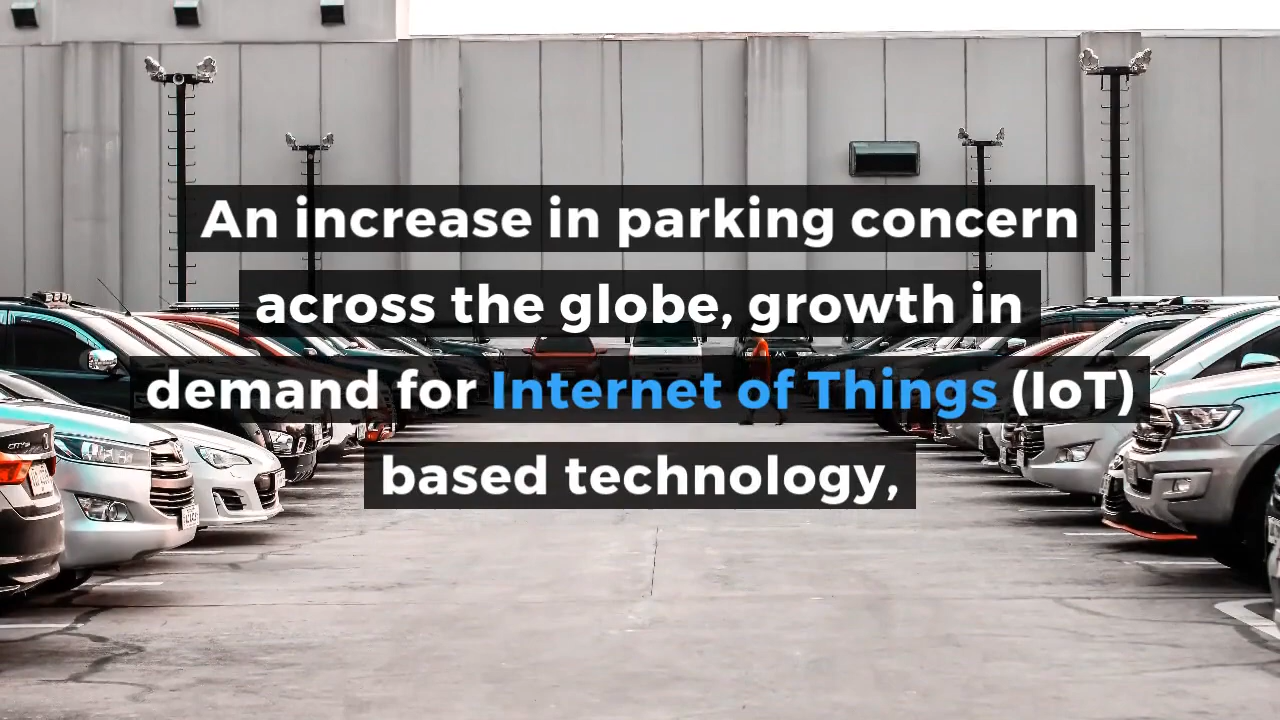 An increase in parking concern
across the globe, growth in
demand for Internet of Things (IoT)
based technology,